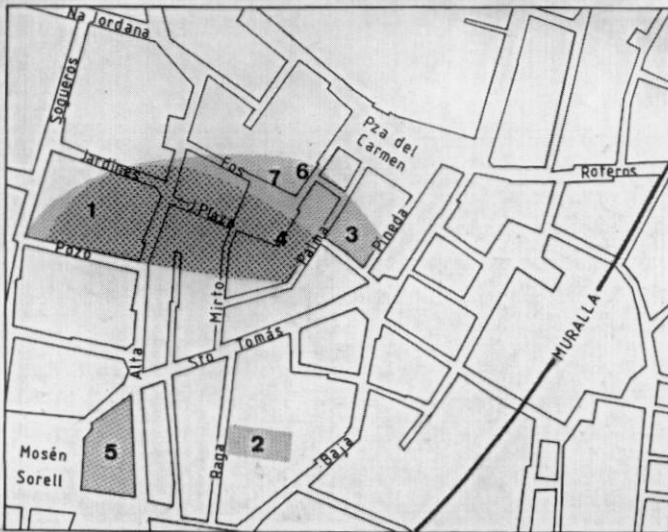 Na Jordana
Sogueros
Pza del
Carmen
Jardines
Fos
6
7
Roteros
1
Plaza
4
3
Palma
Pineda
Pozo
Mirto
MURALLA
Alta
Sto Tomás
5
2
Mosén
Sorell
Raga
Baja